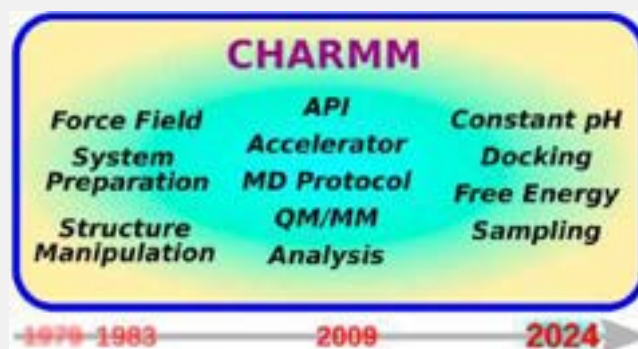 CHARMM
Force Field
System
Preparation
Structure
Manipulation
API
Accelerator
MD Protocol
QM/MM
Analysis
Constant pH
Docking
Free Energy
Sampling
1983 2009 2024